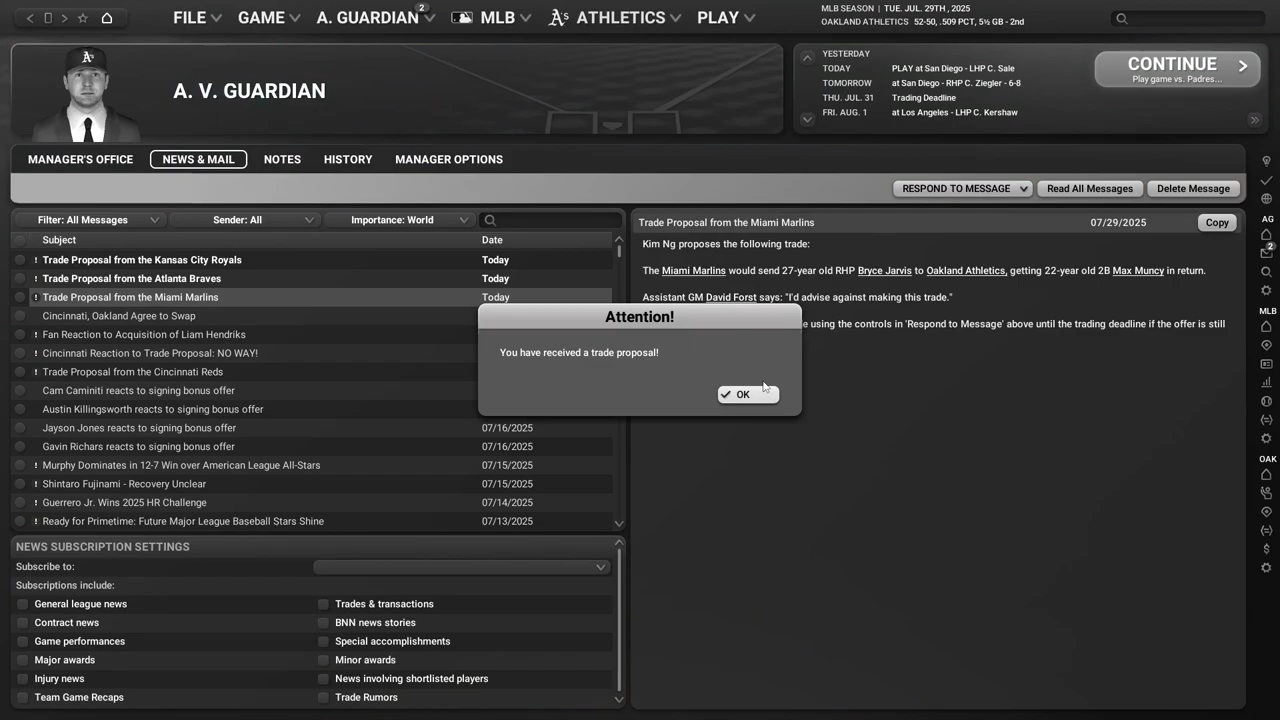 FILE
GAME
A. GUARDIAN
2
MLB
A's ATHLETICS
PLAY
MLB SEASON | TUE. JUL. 29TH , 2025
OAKLAND ATHLETICS 52-50, .509 PCT, 5½ GB - 2nd
A's
A. V. GUARDIAN
YESTERDAY
TODAY PLAY at San Diego - LHP C. Sale
TOMORROW at San Diego - RHP C. Ziegler - 6-8
THU. JUL. 31 Trading Deadline
FRI. AUG. 1 at Los Angeles - LHP C. Kershaw
CONTINUE
Play game vs. Padres...
MANAGER'S OFFICE NEWS & MAIL NOTES HISTORY MANAGER OPTIONS
RESPOND TO MESSAGE Read All Messages Delete Message
Filter: All Messages Sender: All Importance: World
Subject Date
Trade Proposal from the Kansas City Royals Today
Trade Proposal from the Atlanta Braves Today
! Trade Proposal from the Miami Marlins Today
Cincinnati, Oakland Agree to Swap
! Fan Reaction to Acquisition of Liam Hendriks
! Cincinnati Reaction to Trade Proposal: NO WAY!
! Trade Proposal from the Cincinnati Reds
Cam Caminiti reacts to signing bonus offer
Austin Killingsworth reacts to signing bonus offer
Jayson Jones reacts to signing bonus offer 07/16/2025
Gavin Richars reacts to signing bonus offer 07/16/2025
! Murphy Dominates in 12-7 Win over American League All-Stars 07/15/2025
! Shintaro Fujinami - Recovery Unclear 07/15/2025
! Guerrero Jr. Wins 2025 HR Challenge 07/14/2025
! Ready for Primetime: Future Major League Baseball Stars Shine 07/13/2025
Trade Proposal from the Miami Marlins 07/29/2025 Copy
Kim Ng proposes the following trade:
The Miami Marlins would send 27-year old RHP Bryce Jarvis to Oakland Athletics, getting 22-year old 2B Max Muncy in return.
Assistant GM David Forst says: "I'd advise against making this trade."
e using the controls in 'Respond to Message' above until the trading deadline if the offer is still
Attention!
You have received a trade proposal!
OK
NEWS SUBSCRIPTION SETTINGS
Subscribe to:
Subscriptions include:
General league news Trades & transactions
Contract news BNN news stories
Game performances Special accomplishments
Major awards Minor awards
Injury news News involving shortlisted players
Team Game Recaps Trade Rumors
AG
2
MLB
OAK